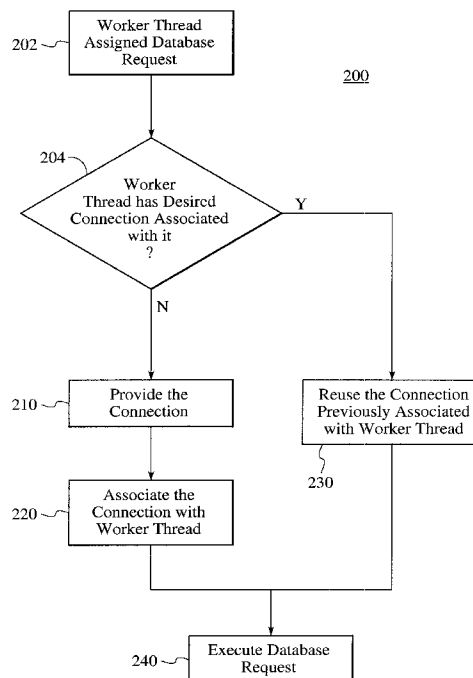 202
Worker Thread
Assigned Database
Request
200
204
Worker
Thread has Desired
Connection Associated
with it
?
Y
N
210
Provide the
Connection
Reuse the Connection
Previously Associated
with Worker Thread
230
220
Associate the
Connection with
Worker Thread
240
Execute Database
Request